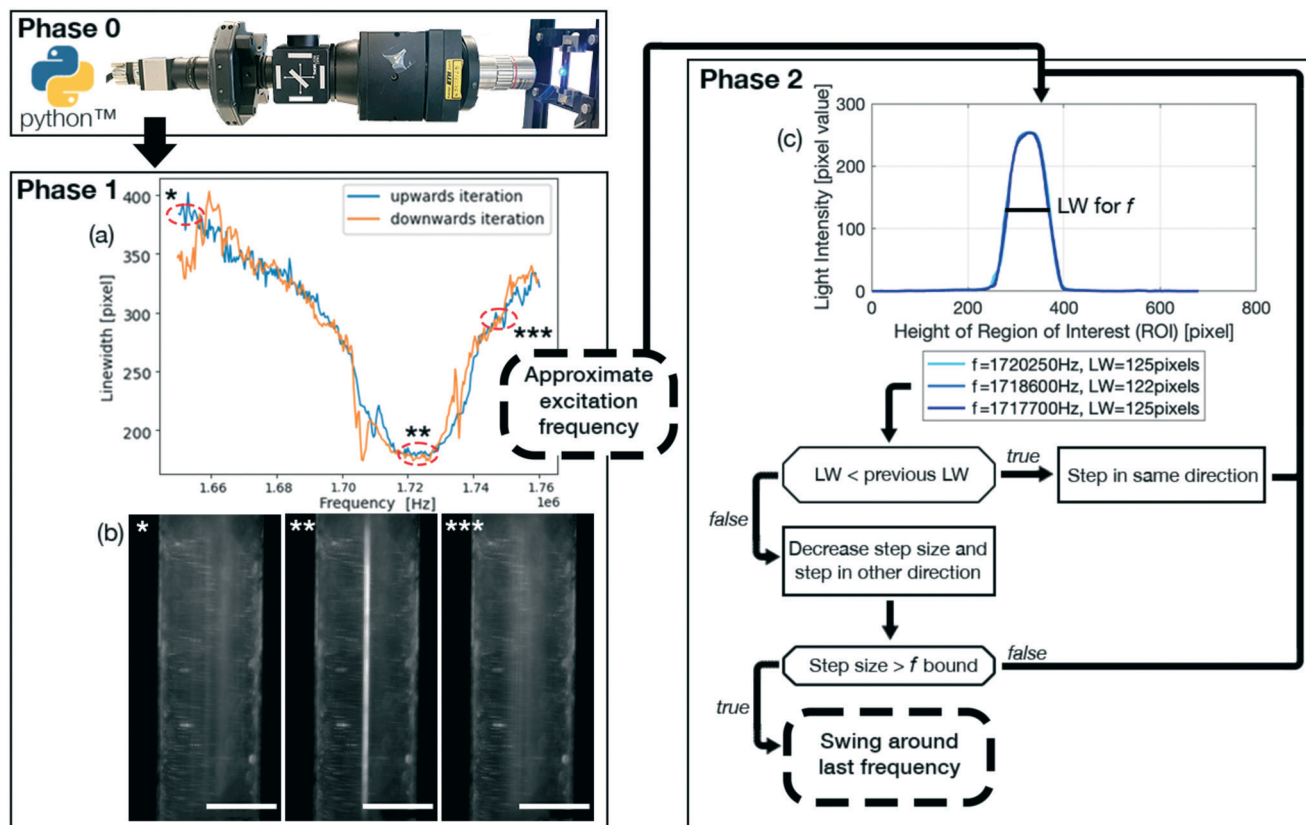 Phase 0
python™
Phase 1
(a)
*
upwards iteration
downwards iteration
400
350
300
250
200
Linewidth [pixel]
**
***
1.66
1.68
1.70
1.72
1.74
1.76
1e6
Frequency [Hz]
Approximate
excitation
frequency
(b)
*
**
***
Phase 2
(c)
300
200
100
0
Light Intensity [pixel value]
LW for f
0
200
400
600
800
Height of Region of Interest (ROI) [pixel]
f=1720250Hz, LW=125pixels
f=1718600Hz, LW=122pixels
f=1717700Hz, LW=125pixels
LW < previous LW
true
Step in same direction
false
Decrease step size and
step in other direction
Step size > f bound
false
true
Swing around
last frequency